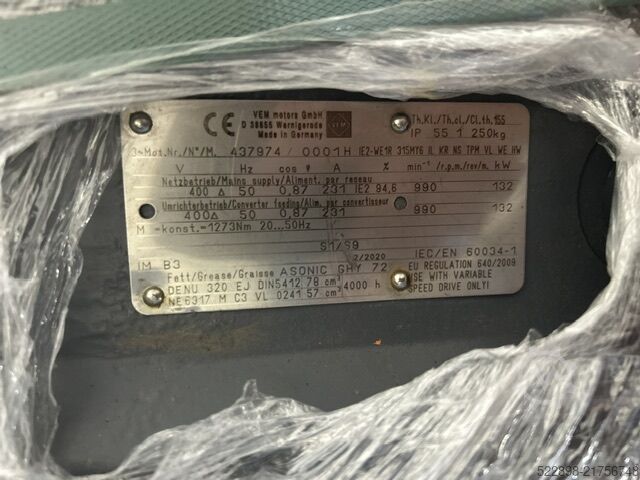 CE VEM motors GmbH
D 38855 Wernigerode
Made in Germany
VEM
Th.Kl./Th.cl./Cl.th.155
IP 55 1 250kg
3~Mot.Nr./N°/M. 437974 / 0001H IE2-WE1R 315MY6 IL KR NS TPM VL WE HW
V Hz cos φ A min⁻¹/r.p.m./rev/m. kW
Netzbetrieb/Mains supply/Aliment. par reseau
400 Δ 50 0,87 231 IE2 94,6 990 132
Umrichterbetrieb/Converter feeding/Alim. par convertisseur
400Δ 50 0,87 231 990 132
M -konst.=1273Nm 20...50Hz
S1/S9
2/2020 IEC/EN 60034-1
IM B3
Fett/Grease/Graisse ASONIC GHY 72
DENU 320 EJ DIN5412 78 cm³
NE6317 M C3 VL 0241 57 cm³ 4000 h
EU REGULATION 640/2009
USE WITH VARIABLE
SPEED DRIVE ONLY!
522898-21756748